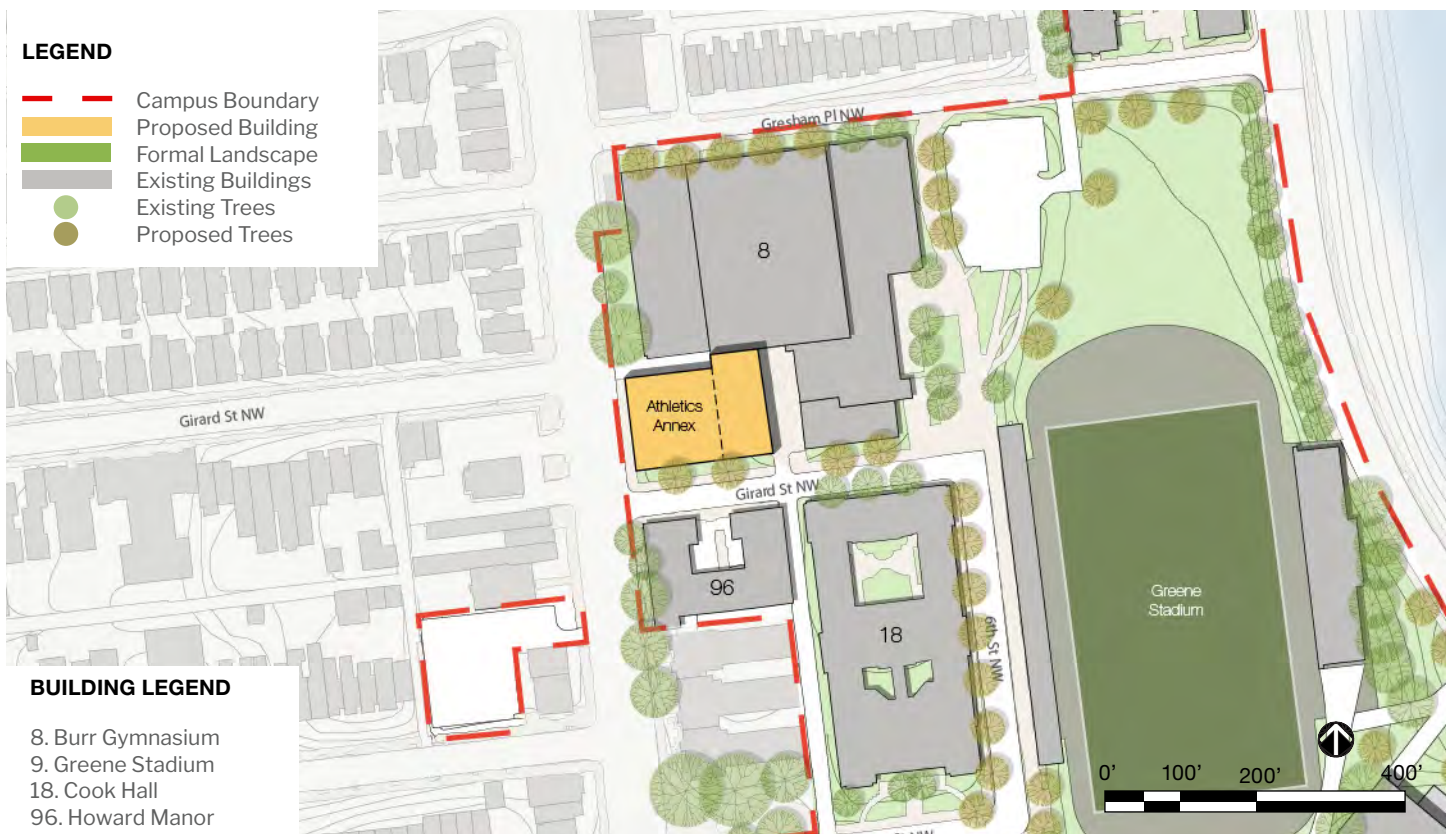 LEGEND
Campus Boundary
Proposed Building
Formal Landscape
Existing Buildings
Existing Trees
Proposed Trees
Gresham Pl NW
8
Girard St NW
Athletics
Annex
Girard St NW
96
18
6th St NW
Greene
Stadium
BUILDING LEGEND
8. Burr Gymnasium
9. Greene Stadium
18. Cook Hall
96. Howard Manor
0' 100' 200' 400'